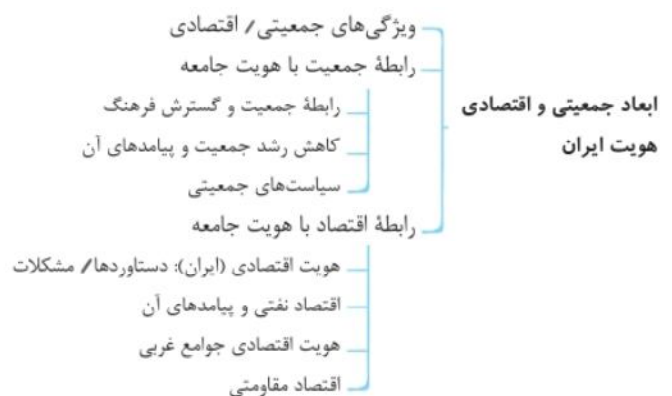 ابعاد جمعیتی و اقتصادی
هویت ایران
ویژگی‌های جمعیتی/ اقتصادی
رابطهٔ جمعیت با هویت جامعه
رابطهٔ جمعیت و گسترش فرهنگ
کاهش رشد جمعیت و پیامدهای آن
سیاست‌های جمعیتی
رابطهٔ اقتصاد با هویت جامعه
هویت اقتصادی (ایران): دستاوردها/ مشکلات
اقتصاد نفتی و پیامدهای آن
هویت اقتصادی جوامع غربی
اقتصاد مقاومتی